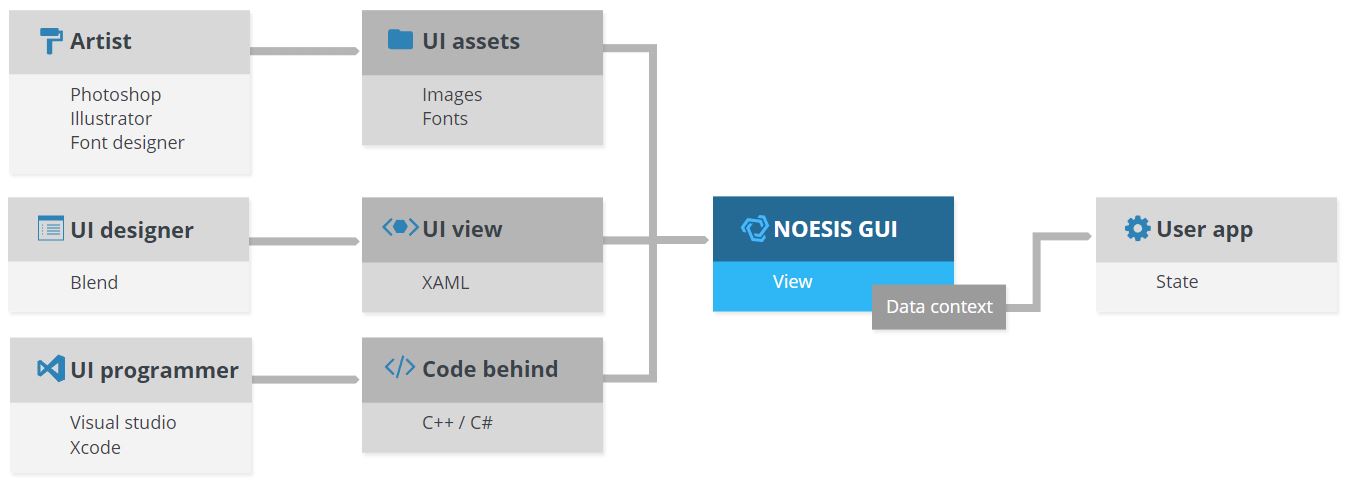 Artist
Photoshop
Illustrator
Font designer
UI assets
Images
Fonts
UI designer
Blend
UI view
XAML
UI programmer
Visual studio
Xcode
Code behind
C++ / C#
NOESIS GUI
View
Data context
User app
State